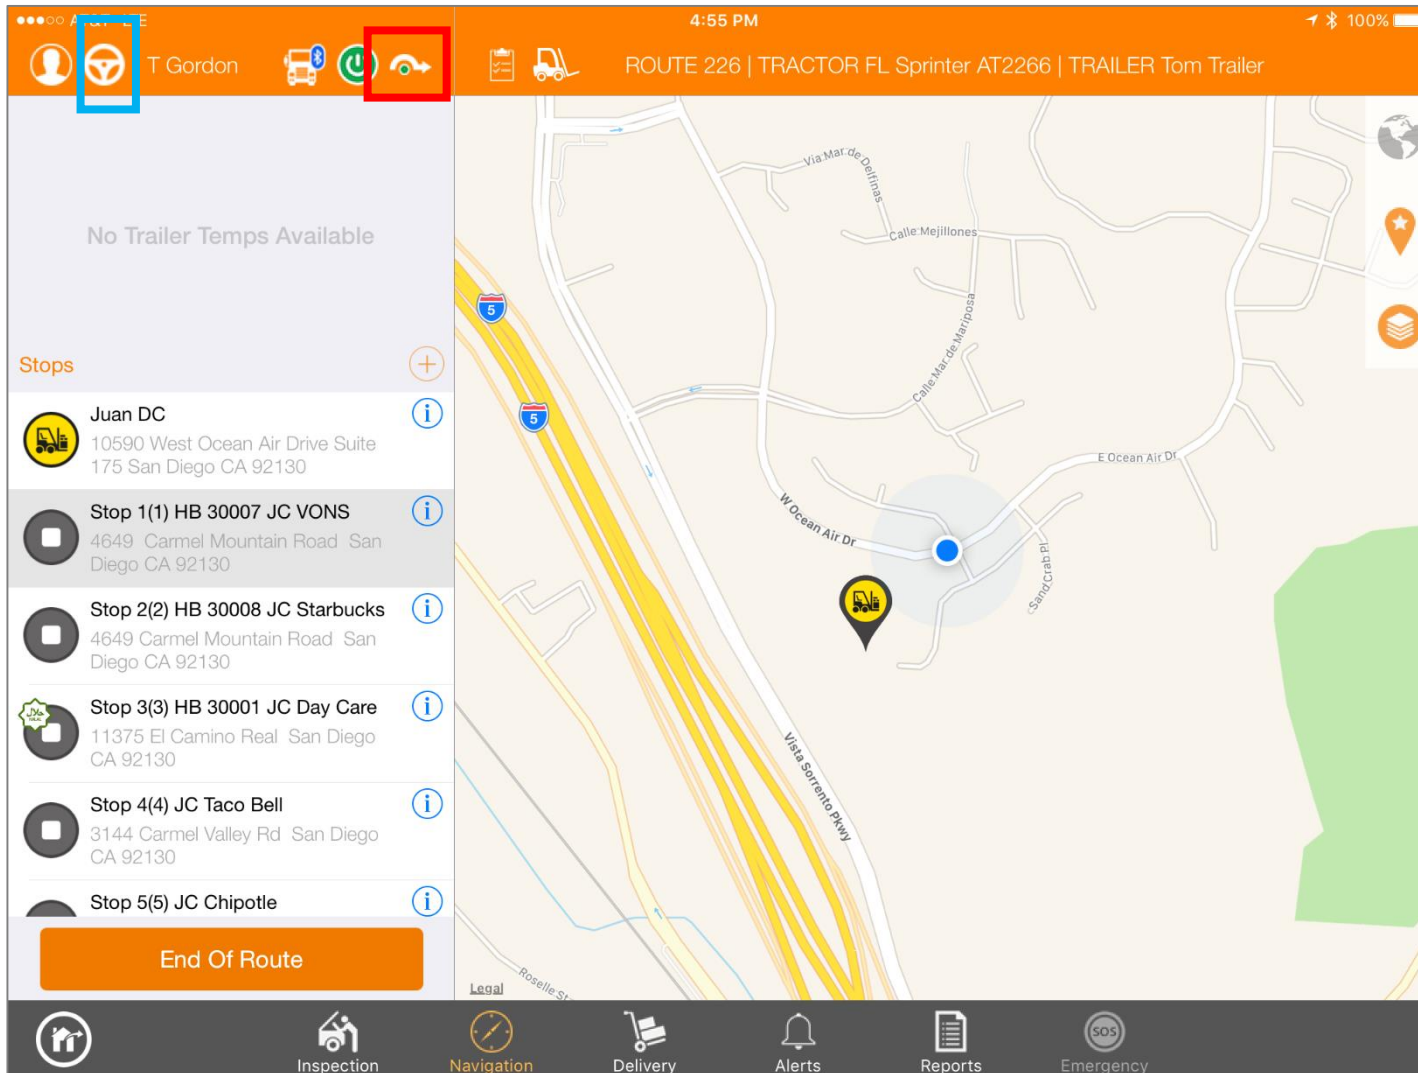 AT&T LTE
4:55 PM
100%
T Gordon
ROUTE 226 | TRACTOR FL Sprinter AT2266 | TRAILER Tom Trailer
No Trailer Temps Available
Stops
Juan DC
10590 West Ocean Air Drive Suite
175 San Diego CA 92130
Stop 1(1) HB 30007 JC VONS
4649 Carmel Mountain Road San
Diego CA 92130
Stop 2(2) HB 30008 JC Starbucks
4649 Carmel Mountain Road San
Diego CA 92130
Stop 3(3) HB 30001 JC Day Care
11375 El Camino Real San Diego
CA 92130
حلال
HALAL
Stop 4(4) JC Taco Bell
3144 Carmel Valley Rd San Diego
CA 92130
Stop 5(5) JC Chipotle
End Of Route
Via Mar de Delfinas
Calle Mejillones
Calle Mar de Mariposa
5
5
E Ocean Air Dr
W Ocean Air Dr
Sand Crab Pl
Vista Sorrento Pkwy
Roselle St
Legal
Inspection
Navigation
Delivery
Alerts
Reports
SOS
Emergency